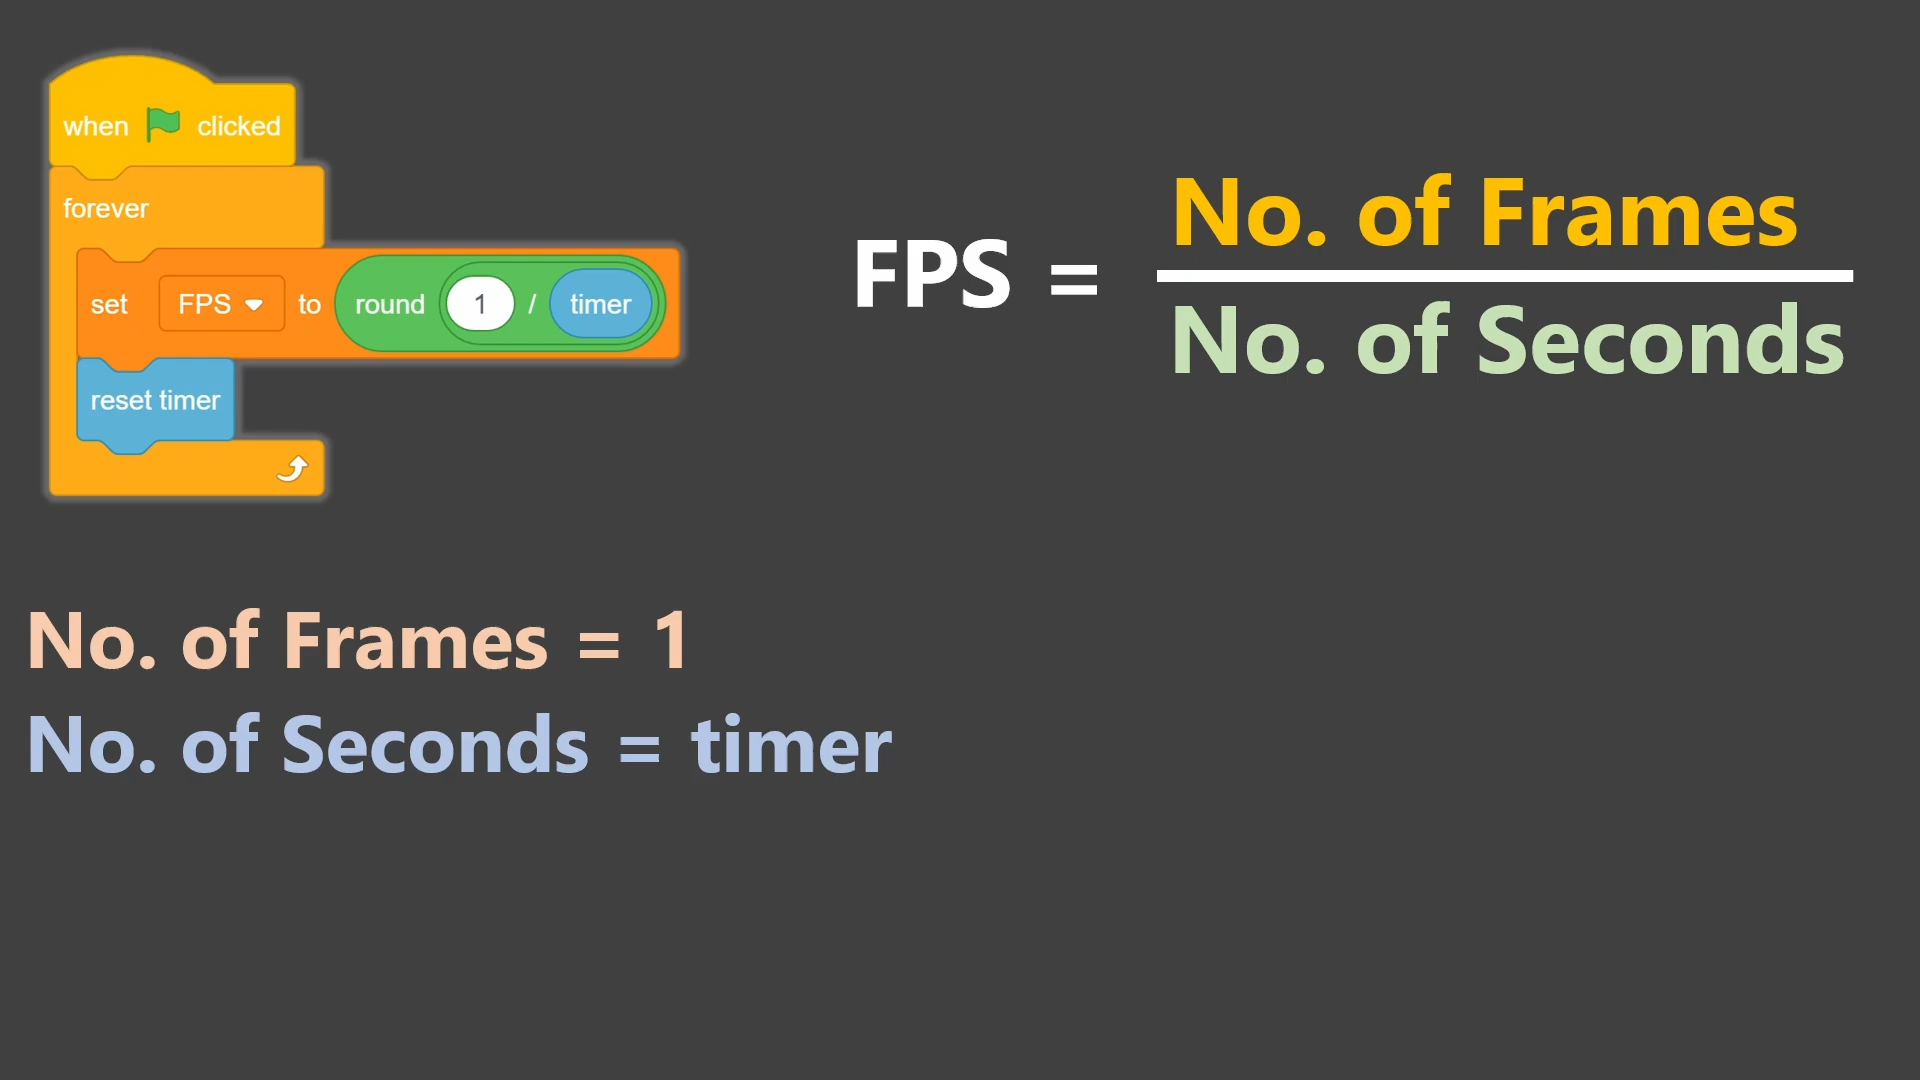 when clicked
forever
set FPS to round 1 / timer
reset timer
FPS = No. of Frames
No. of Seconds
No. of Frames = 1
No. of Seconds = timer